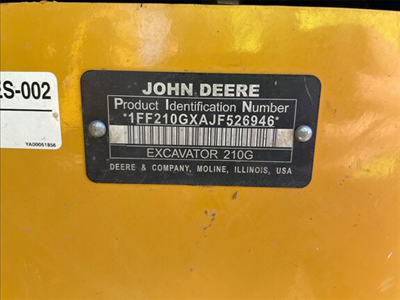 ES-002
YA00051856
JOHN DEERE
Product Identification Number
*1FF210GXAJF526946*
EXCAVATOR 210G
DEERE & COMPANY, MOLINE, ILLINOIS, USA